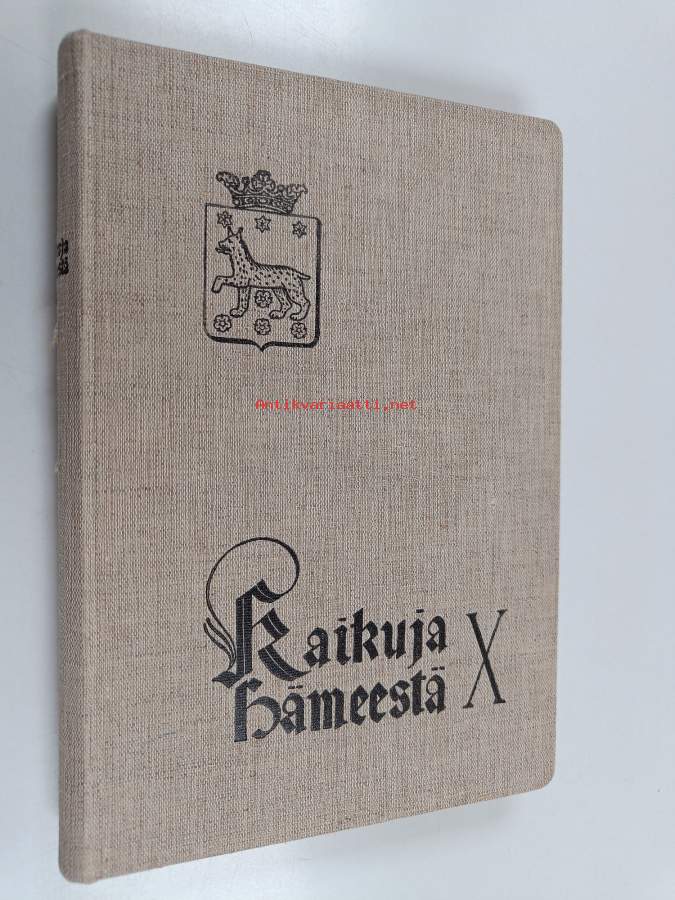 Antikvariaatti.net
Kaikuja
Hämeestä X